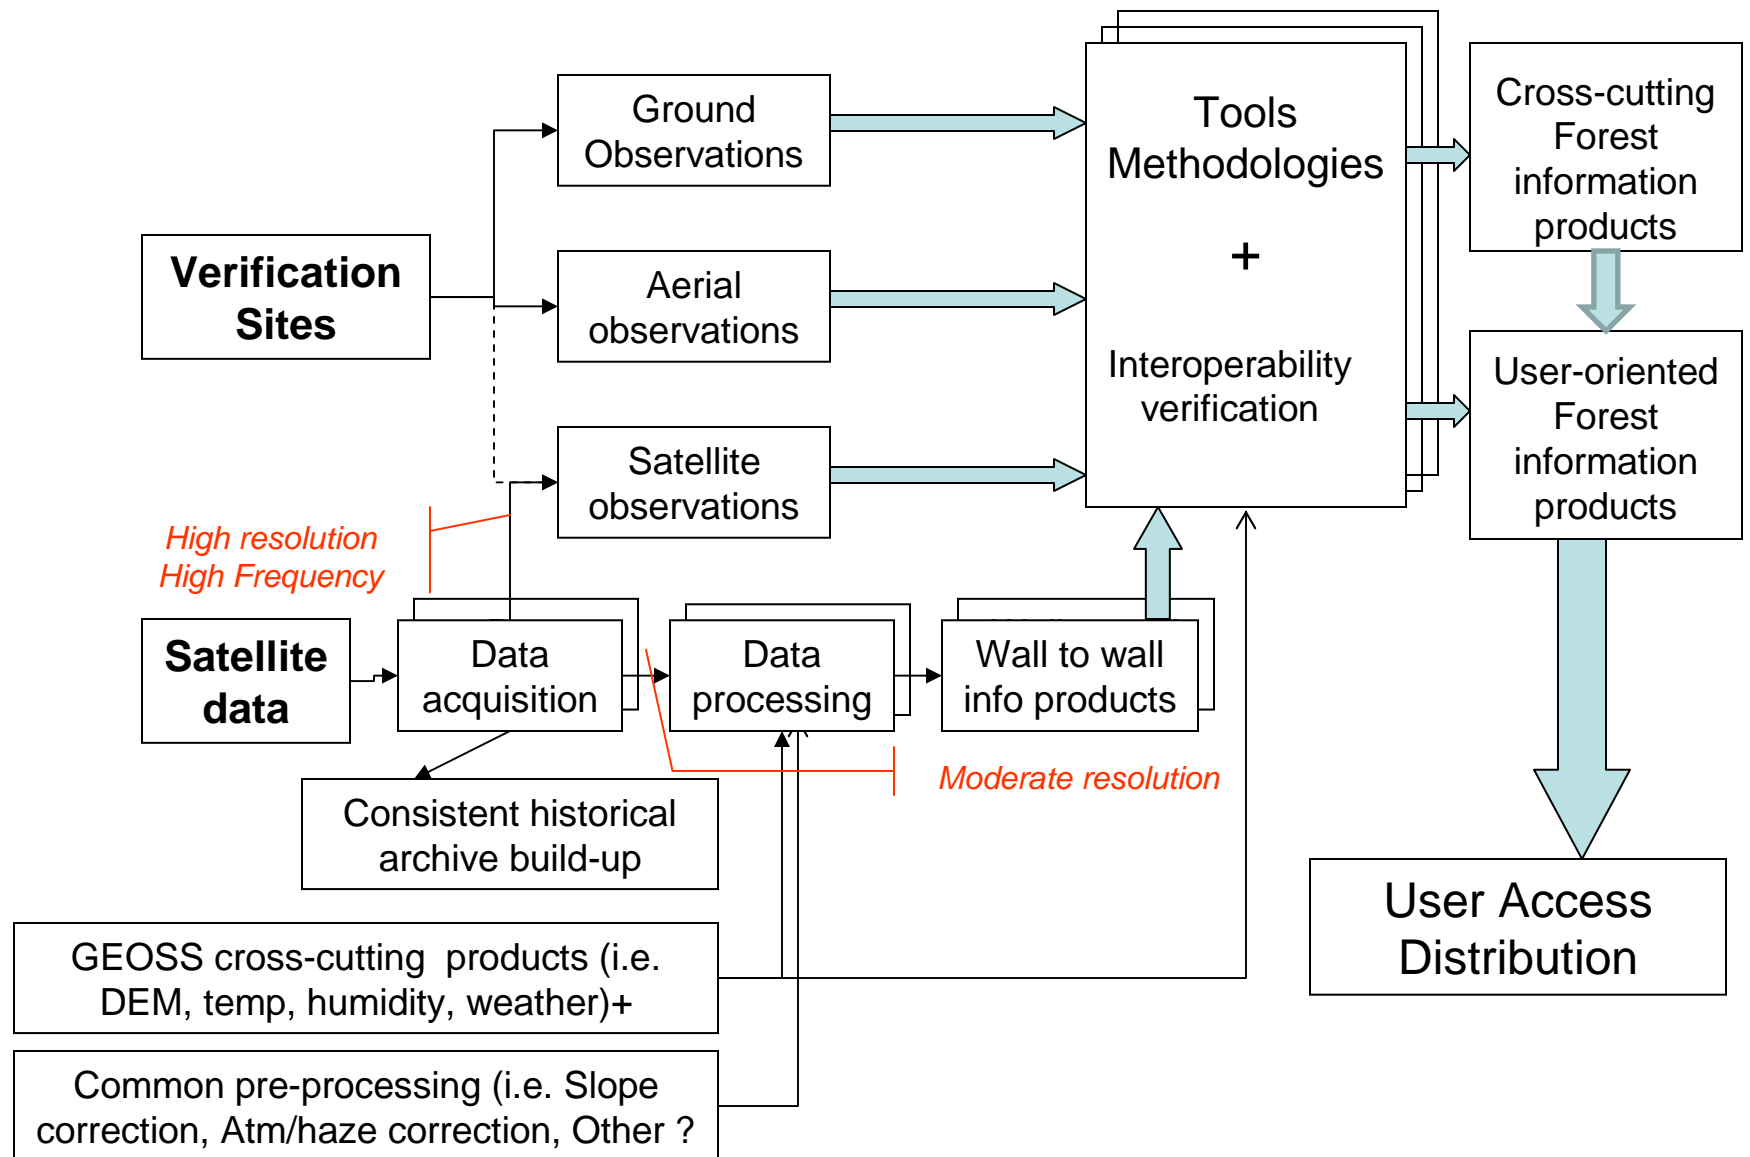 Ground
Observations
Tools
Methodologies
+
Interoperability
verification
Cross-cutting
Forest
information
products
Verification
Sites
Aerial
observations
User-oriented
Forest
information
products
Satellite
observations
High resolution
High Frequency
Satellite
data
Data
acquisition
Data
processing
Wall to wall
info products
Moderate resolution
Consistent historical
archive build-up
User Access
Distribution
GEOSS cross-cutting products (i.e.
DEM, temp, humidity, weather)+
Common pre-processing (i.e. Slope
correction, Atm/haze correction, Other ?